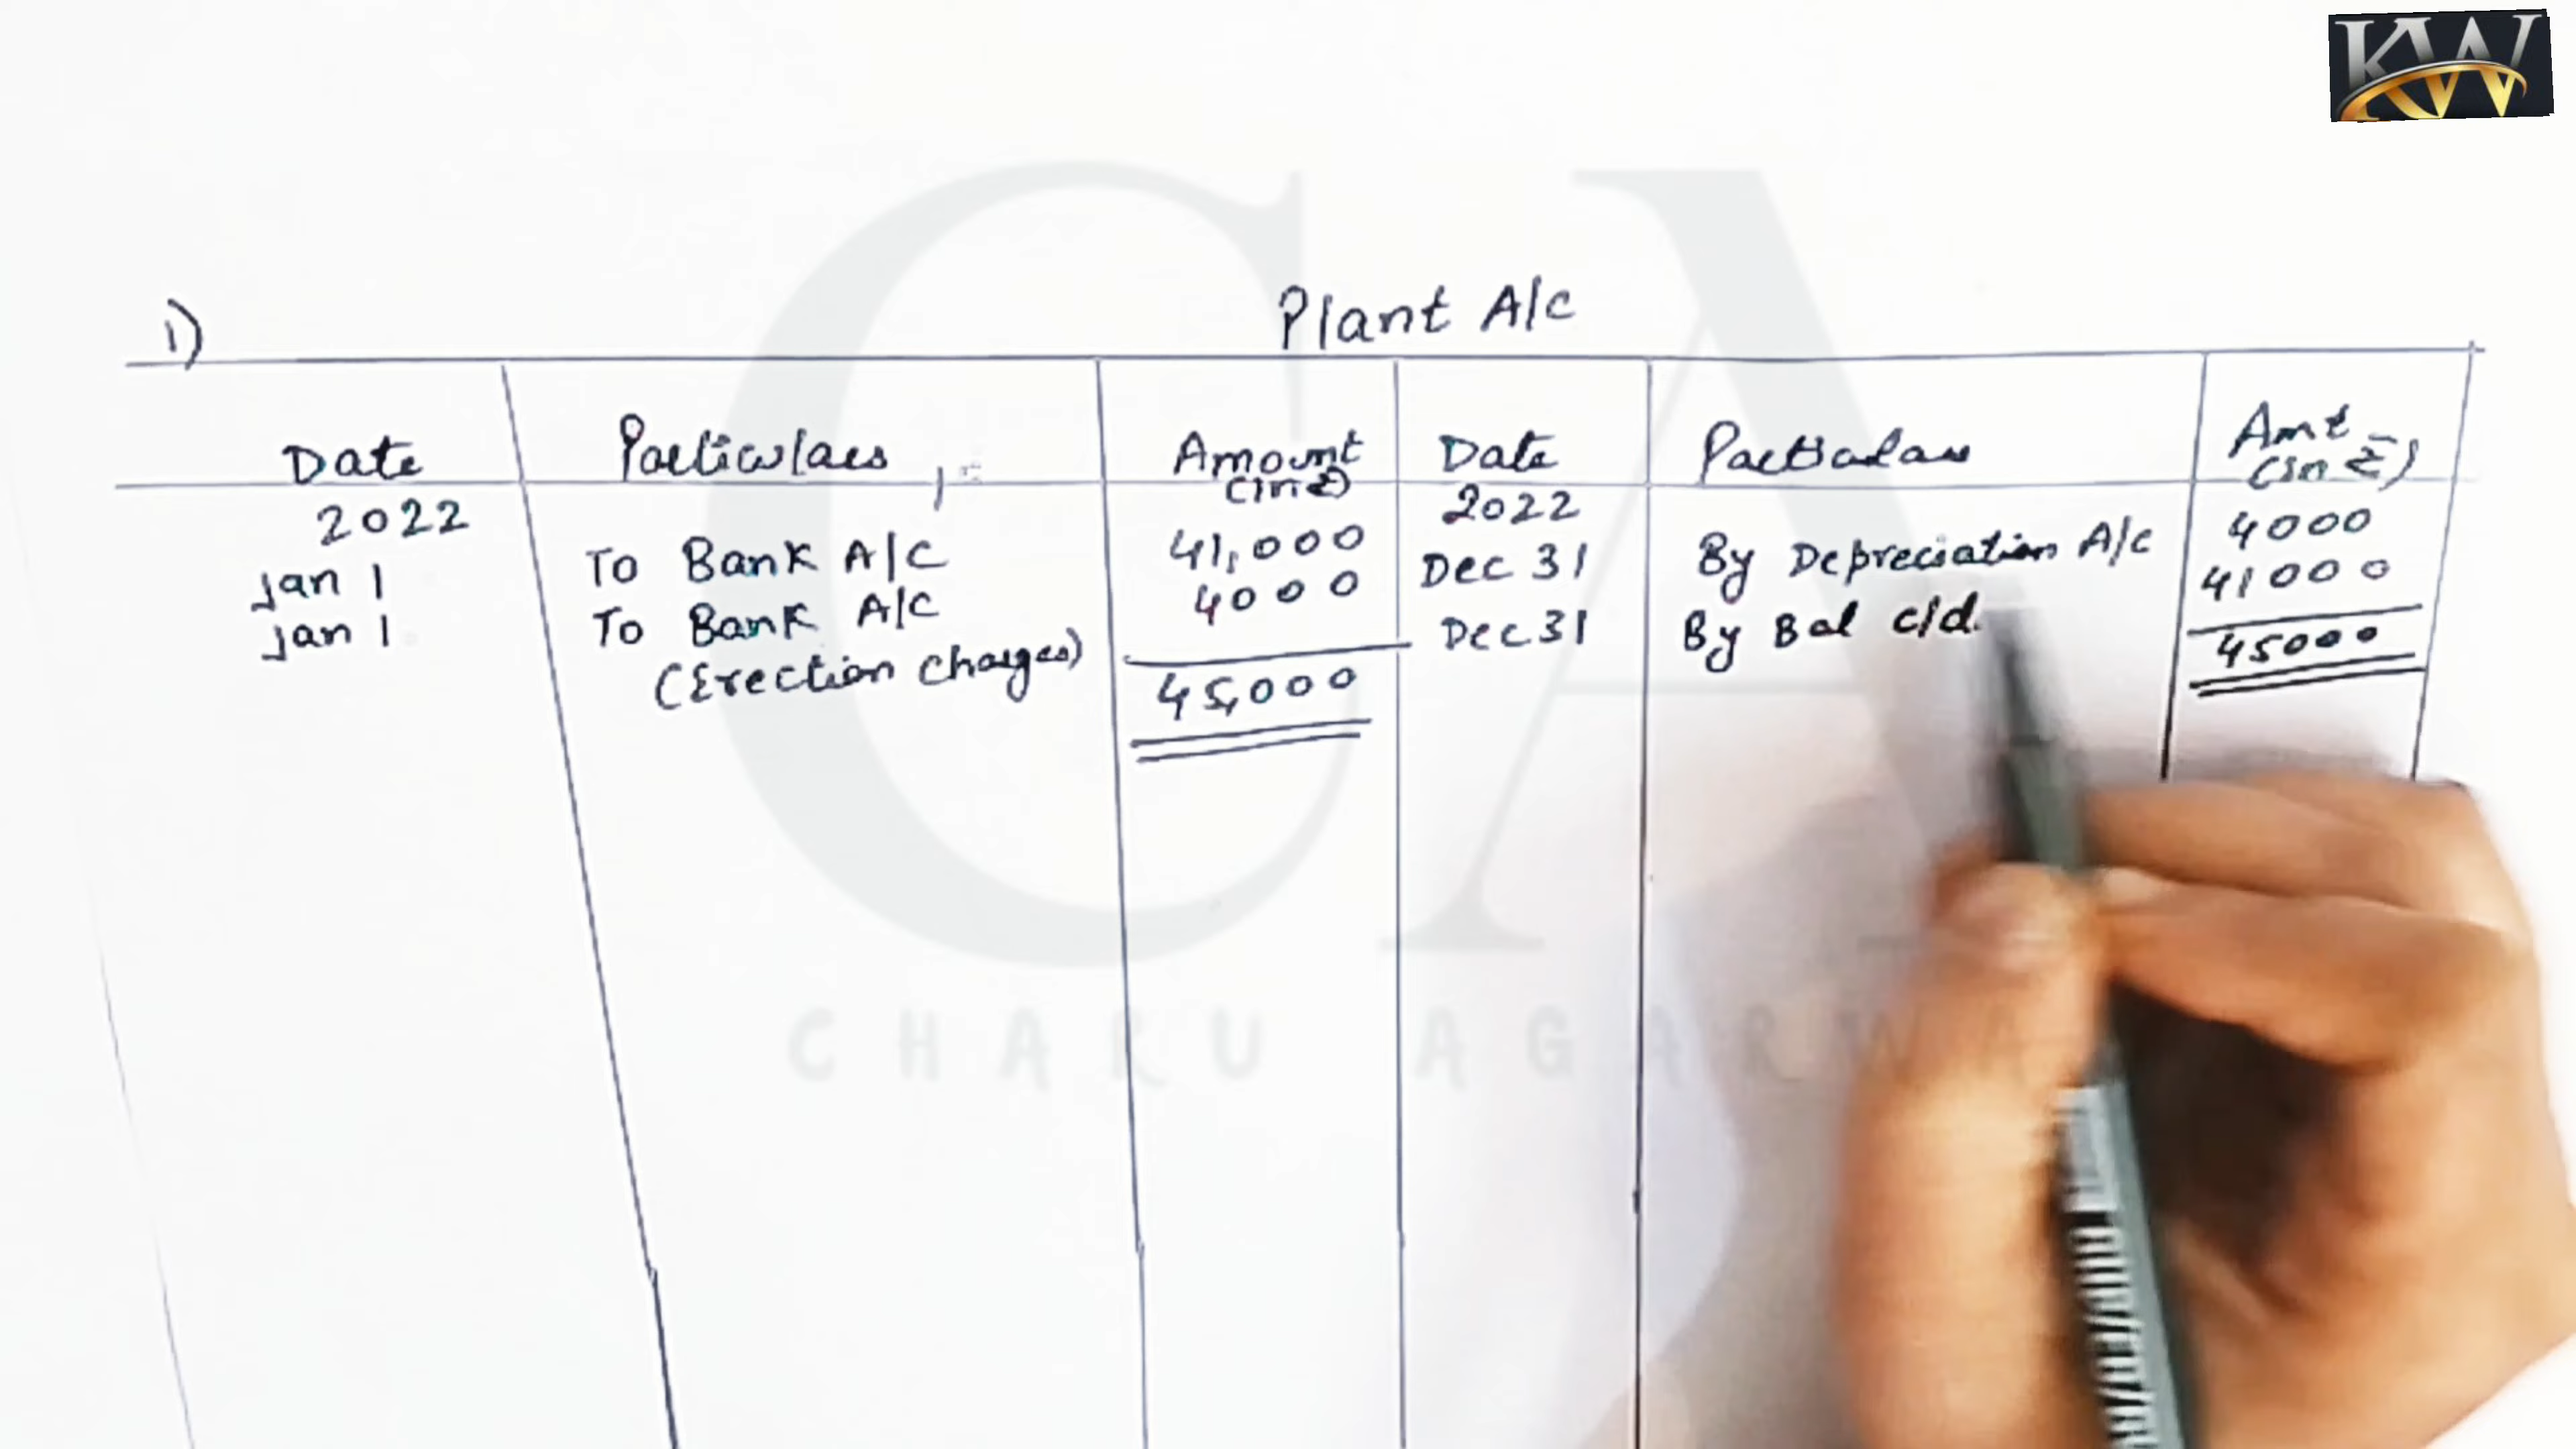 KW
1)
Plant A/c
Date Particulars Amount (in ₹) Date Particulars Amt (in ₹)
2022 2022
Jan 1 To Bank A/C 41,000 Dec 31 By Depreciation A/c 4000
Jan 1 To Bank A/C 4000 Dec 31 By Bal c/d. 41000
(Erection charges)
45,000 45000
CHARU AGARWA